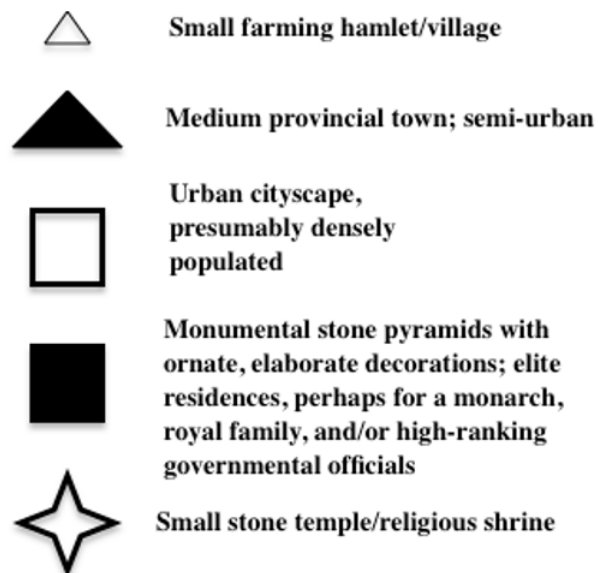 Small farming hamlet/village
Medium provincial town; semi-urban
Urban cityscape,
presumably densely
populated
Monumental stone pyramids with
ornate, elaborate decorations; elite
residences, perhaps for a monarch,
royal family, and/or high-ranking
governmental officials
Small stone temple/religious shrine